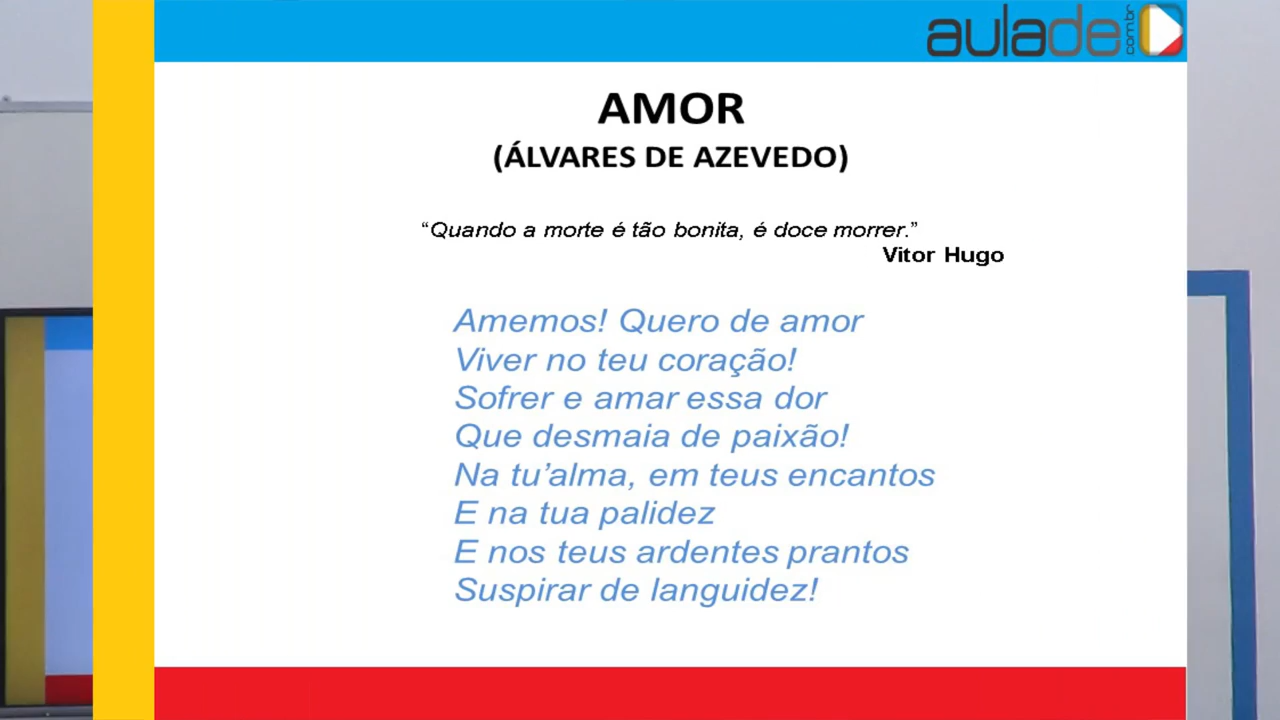 aulade
.com.br
AMOR
(ÁLVARES DE AZEVEDO)
“Quando a morte é tão bonita, é doce morrer.”
Vitor Hugo
Amemos! Quero de amor
Viver no teu coração!
Sofrer e amar essa dor
Que desmaia de paixão!
Na tu’alma, em teus encantos
E na tua palidez
E nos teus ardentes prantos
Suspirar de languidez!